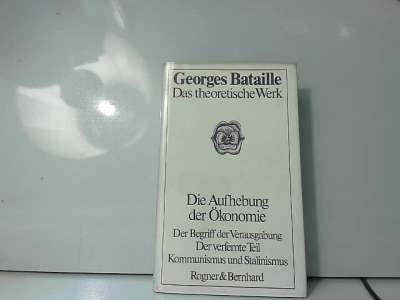 Georges Bataille
Das theoretische Werk
Die Aufhebung
der Ökonomie
Der Begriff der Verausgabung
Der verfemte Teil
Kommunismus und Stalinismus
Rogner & Bernhard